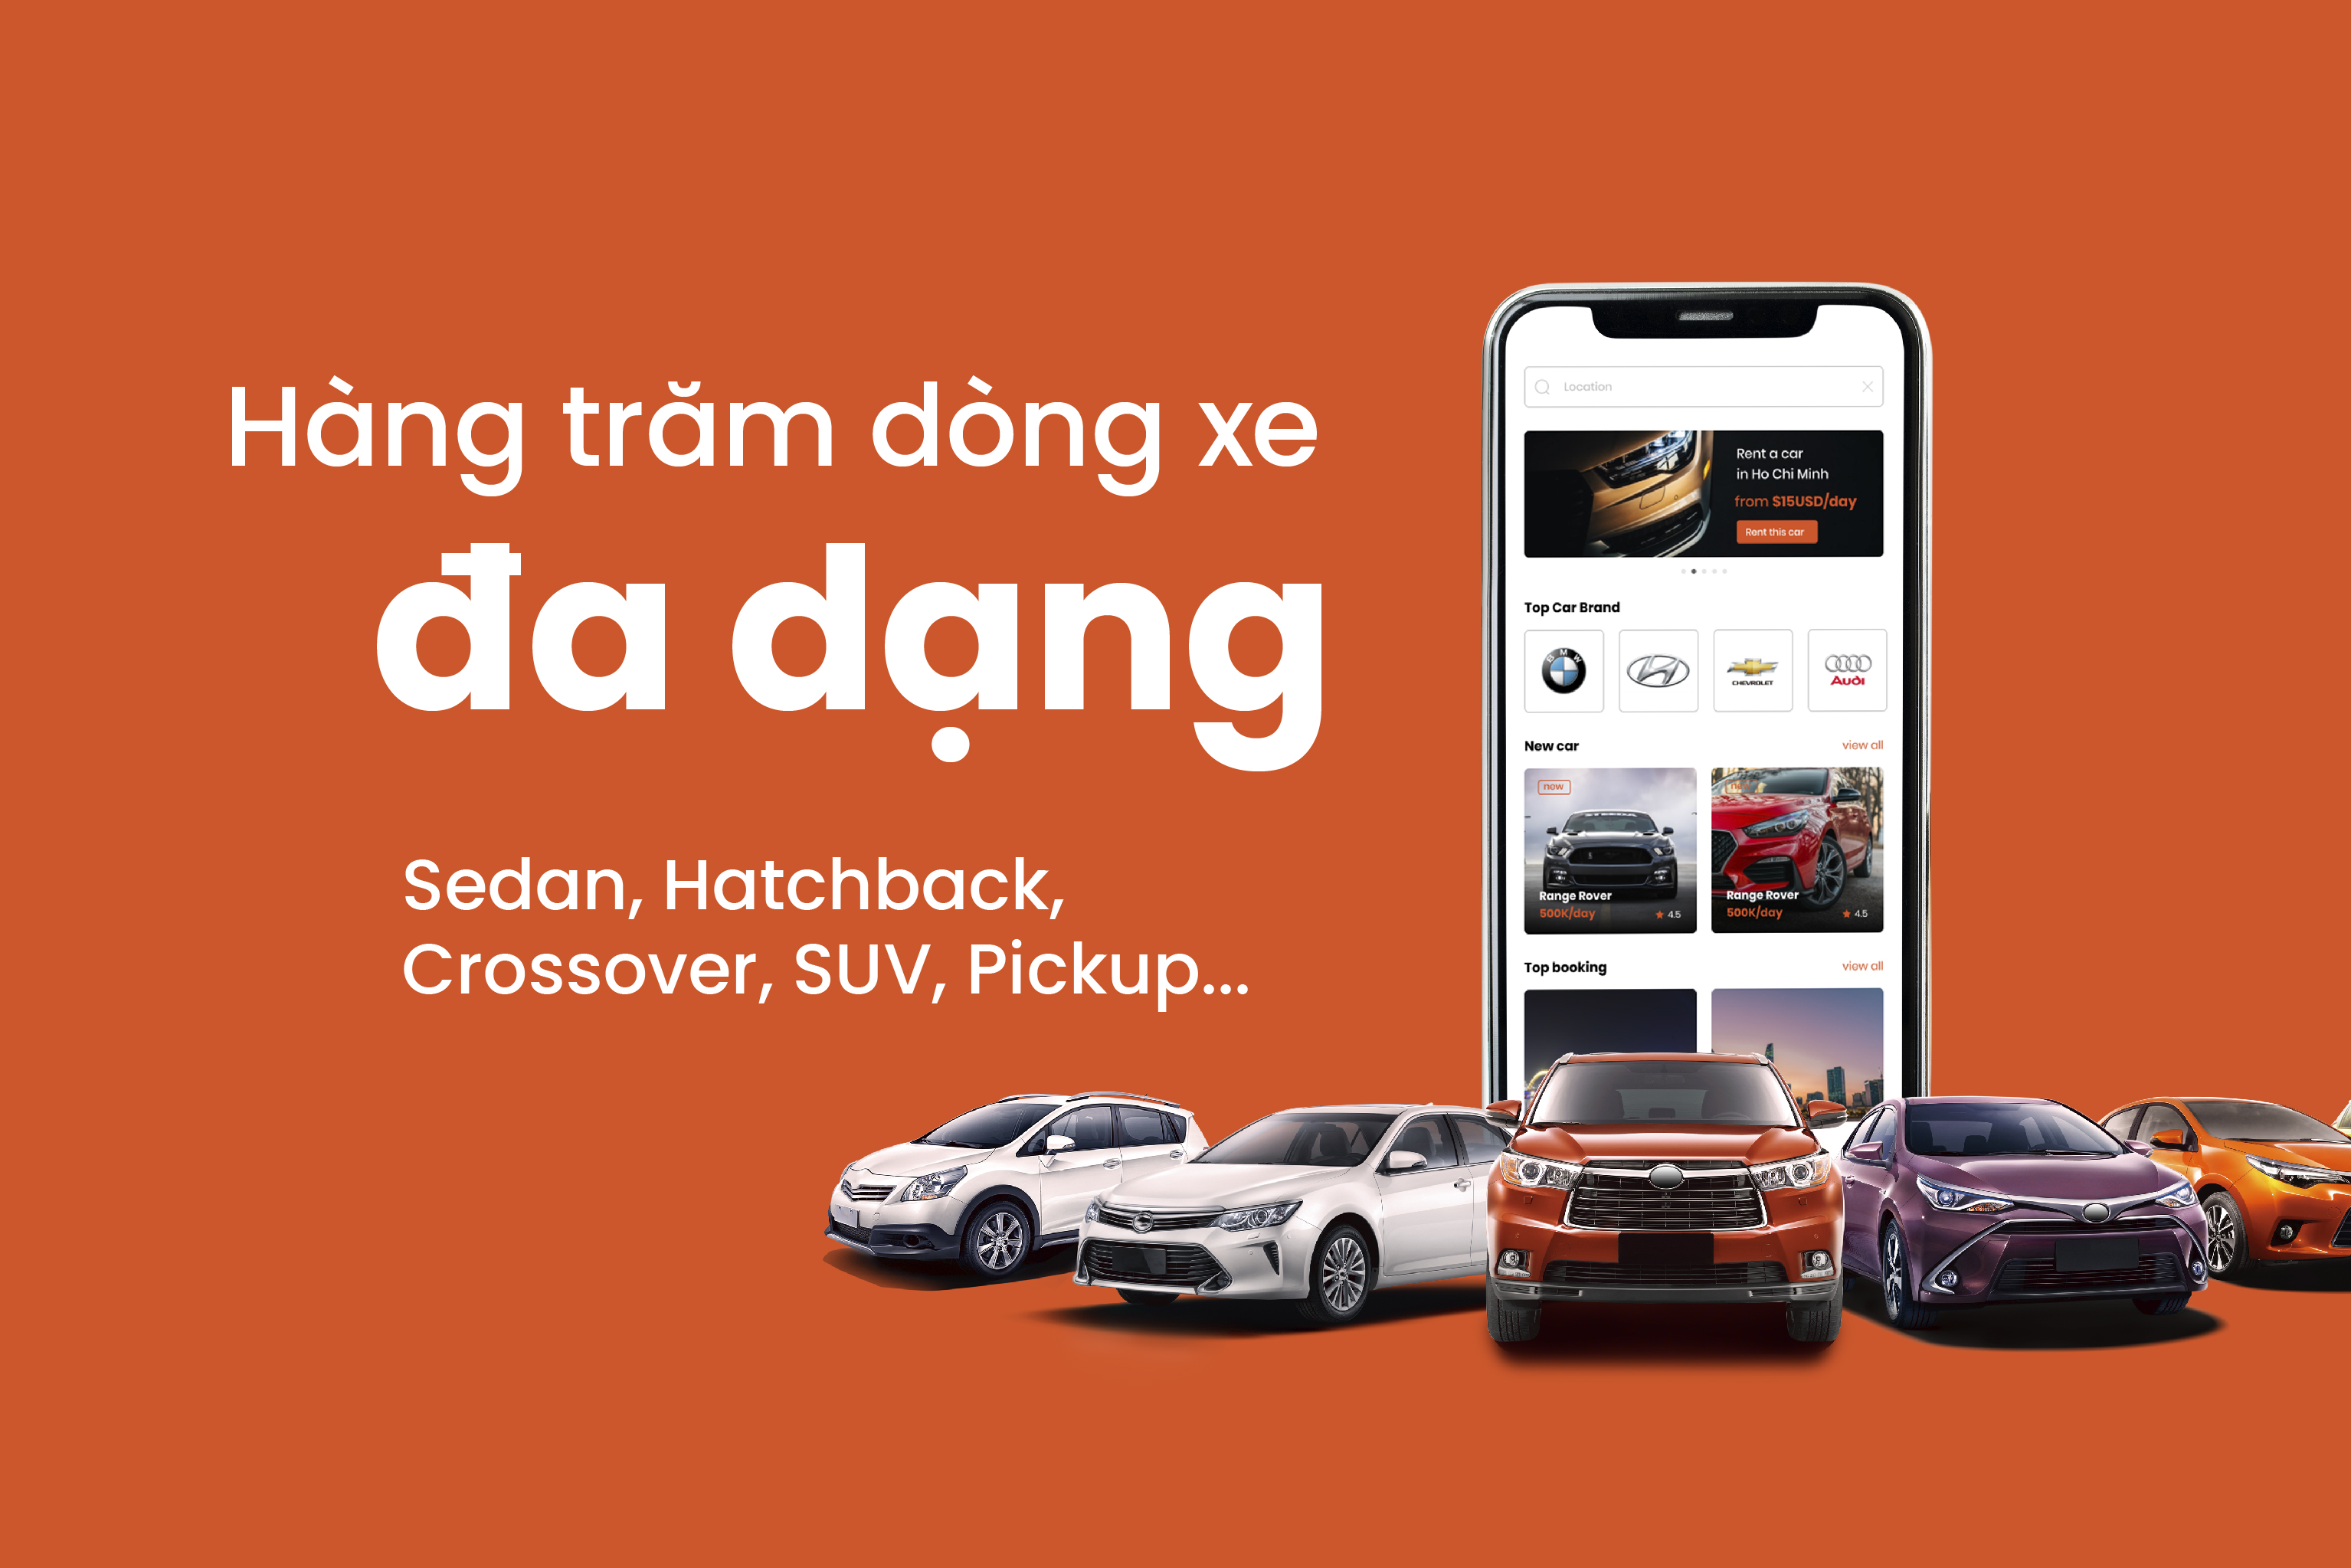 Hàng trăm dòng xe
đa dạng
Sedan, Hatchback,
Crossover, SUV, Pickup...
Location
Rent a car
in Ho Chi Minh
from $15USD/day
Rent this car
Top Car Brand
BMW
CHEVROLET
Audi
New car
view all
new
Range Rover
500K/day
4.5
Range Rover
500K/day
4.5
Top booking
view all